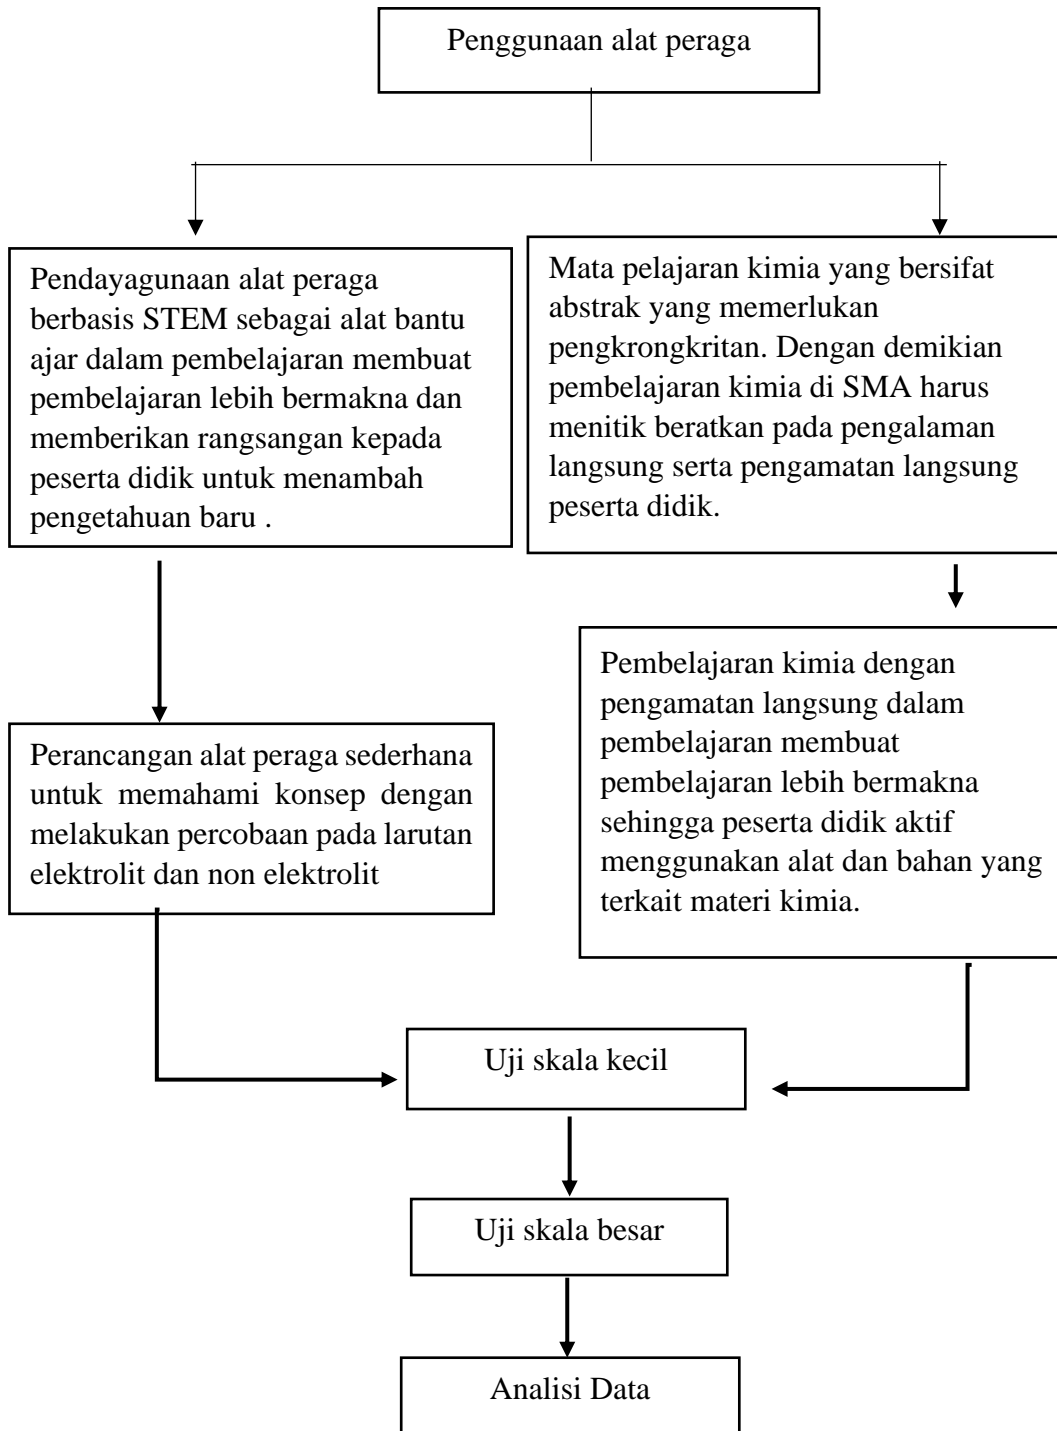 Penggunaan alat peraga
Pendayagunaan alat peraga
berbasis STEM sebagai alat bantu
ajar dalam pembelajaran membuat
pembelajaran lebih bermakna dan
memberikan rangsangan kepada
peserta didik untuk menambah
pengetahuan baru .
Mata pelajaran kimia yang bersifat
abstrak yang memerlukan
pengkrongkritan. Dengan demikian
pembelajaran kimia di SMA harus
menitik beratkan pada pengalaman
langsung serta pengamatan langsung
peserta didik.
Perancangan alat peraga sederhana
untuk memahami konsep dengan
melakukan percobaan pada larutan
elektrolit dan non elektrolit
Pembelajaran kimia dengan
pengamatan langsung dalam
pembelajaran membuat
pembelajaran lebih bermakna
sehingga peserta didik aktif
menggunakan alat dan bahan yang
terkait materi kimia.
Uji skala kecil
Uji skala besar
Analisi Data